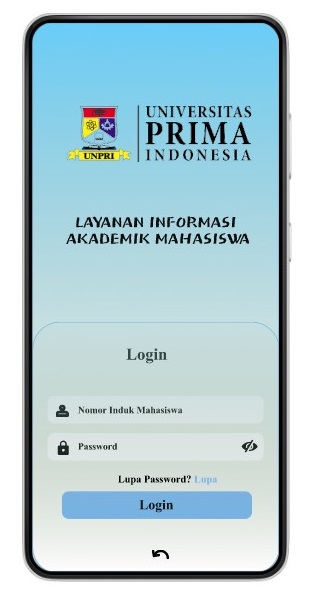 UNIVERSITAS
PRIMA
INDONESIA
UNPRI
LAYANAN INFORMASI
AKADEMIK MAHASISWA
Login
Nomor Induk Mahasiswa
Password
Lupa Password? Lupa
Login